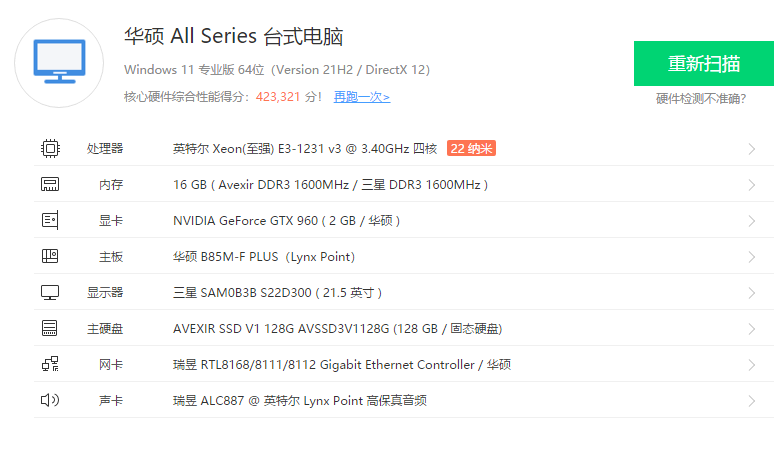 华硕 All Series 台式电脑
Windows 11 专业版 64位（Version 21H2 / DirectX 12）
核心硬件综合性能得分：423,321 分！ 再跑一次>
重新扫描
硬件检测不准确?
处理器 英特尔 Xeon(至强) E3-1231 v3 @ 3.40GHz 四核 22 纳米
内存 16 GB ( Avexir DDR3 1600MHz / 三星 DDR3 1600MHz )
显卡 NVIDIA GeForce GTX 960 ( 2 GB / 华硕 )
主板 华硕 B85M-F PLUS（Lynx Point）
显示器 三星 SAM0B3B S22D300 ( 21.5 英寸 )
主硬盘 AVEXIR SSD V1 128G AVSSD3V1128G (128 GB / 固态硬盘)
网卡 瑞昱 RTL8168/8111/8112 Gigabit Ethernet Controller / 华硕
声卡 瑞昱 ALC887 @ 英特尔 Lynx Point 高保真音频